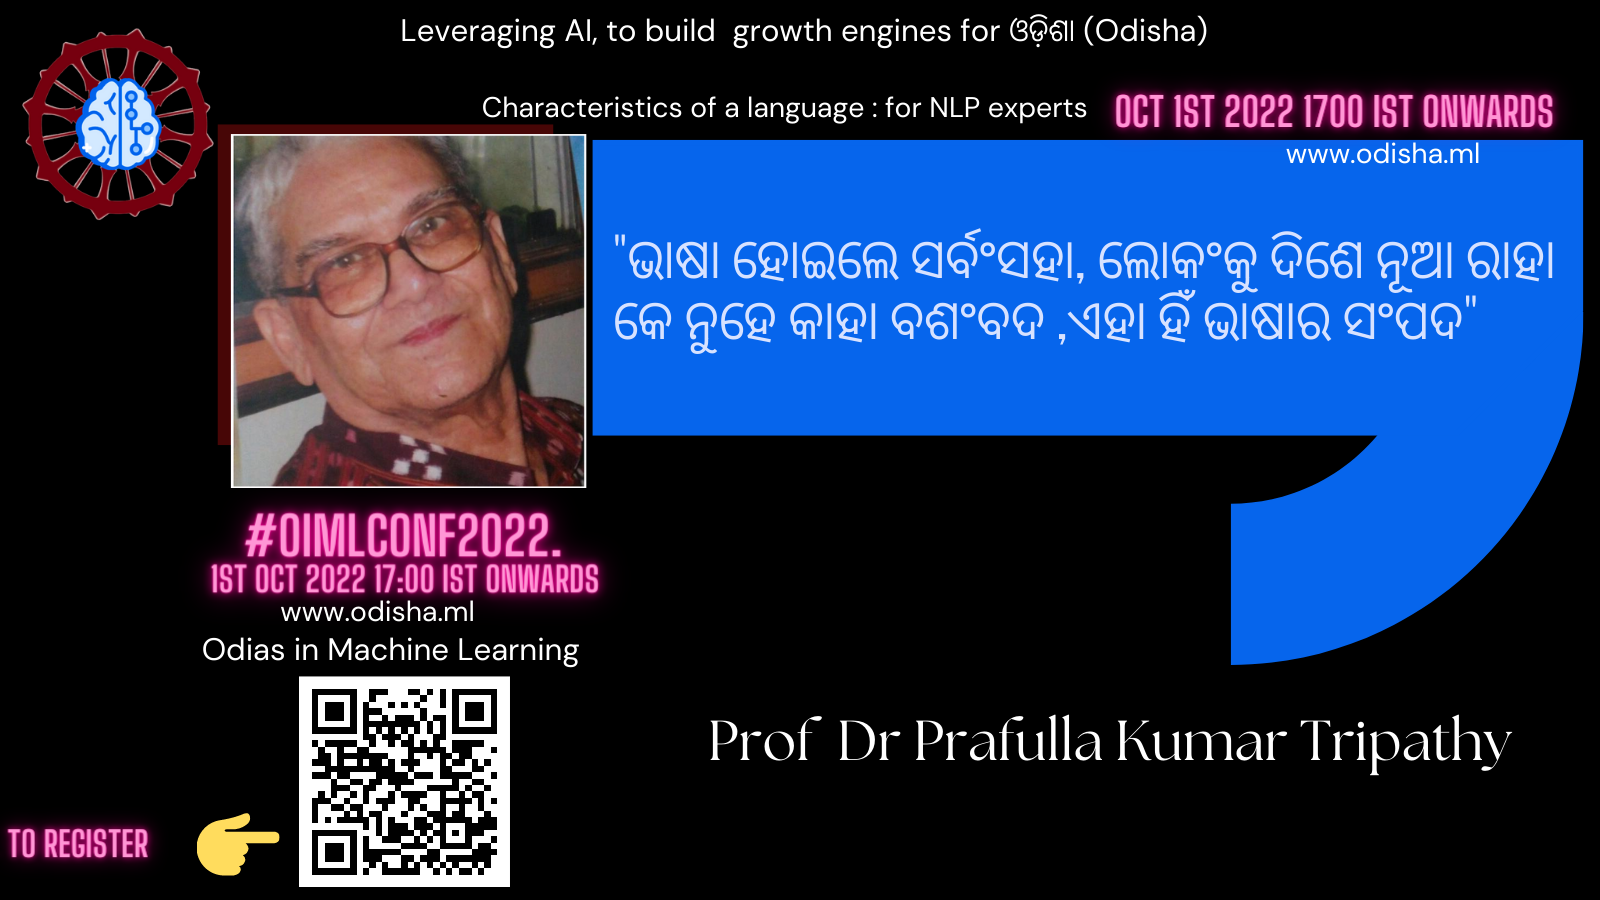 Leveraging AI, to build growth engines for ଓଡ଼ିଶା (Odisha)
Characteristics of a language : for NLP experts
OCT 1ST 2022 1700 IST ONWARDS
www.odisha.ml
"ଭାଷା ହୋଇଲେ ସର୍ବଂସହା, ଲୋକଂକୁ ଦିଶେ ନୂଆ ରାହା
କେ ନୁହେ କାହା ବଶଂବଦ ,ଏହା ହିଁ ଭାଷାର ସଂପଦ"
#OIMLCONF2022.
1ST OCT 2022 17:00 IST ONWARDS
www.odisha.ml
Odias in Machine Learning
Prof Dr Prafulla Kumar Tripathy
TO REGISTER